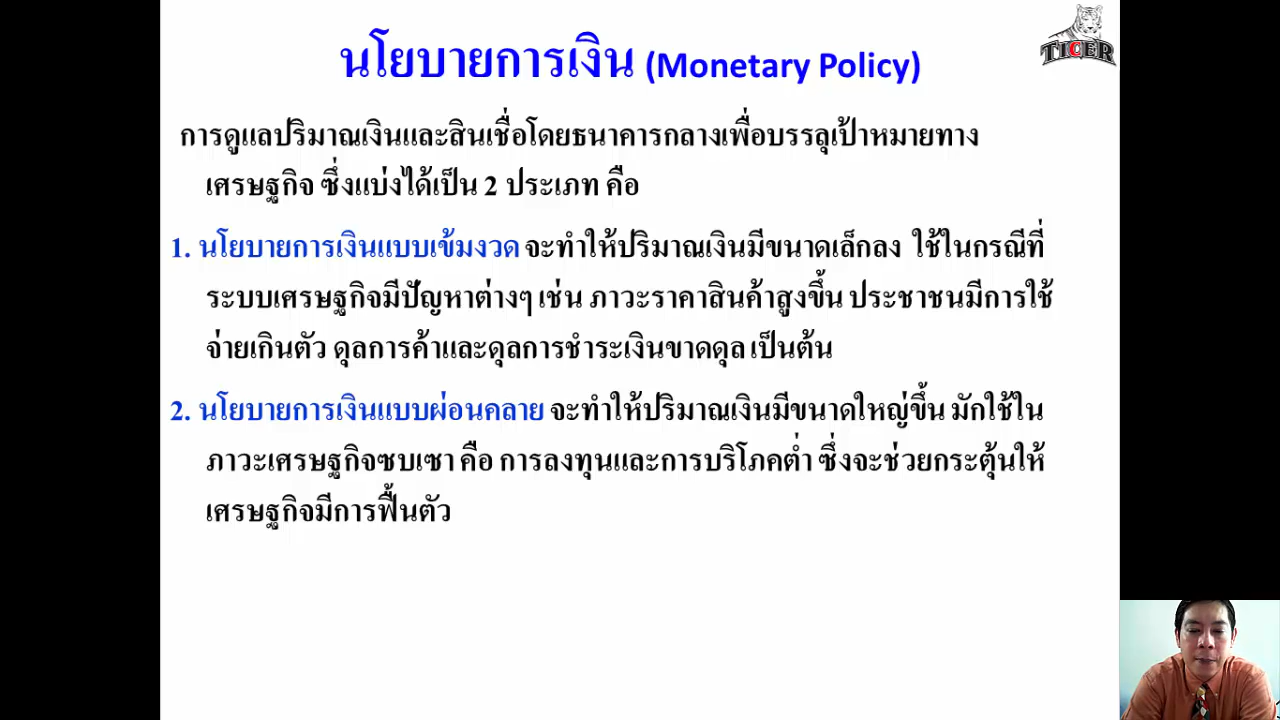 นโยบายการเงิน (Monetary Policy)
TICER
การดูแลปริมาณเงินและสินเชื่อโดยธนาคารกลางเพื่อบรรลุเป้าหมายทาง
เศรษฐกิจ ซึ่งแบ่งได้เป็น 2 ประเภท คือ
1. นโยบายการเงินแบบเข้มงวด จะทำให้ปริมาณเงินมีขนาดเล็กลง ใช้ในกรณีที่
ระบบเศรษฐกิจมีปัญหาต่างๆ เช่น ภาวะราคาสินค้าสูงขึ้น ประชาชนมีการใช้
จ่ายเกินตัว ดุลการค้าและดุลการชำระเงินขาดดุล เป็นต้น
2. นโยบายการเงินแบบผ่อนคลาย จะทำให้ปริมาณเงินมีขนาดใหญ่ขึ้น มักใช้ใน
ภาวะเศรษฐกิจซบเซา คือ การลงทุนและการบริโภคต่ำ ซึ่งจะช่วยกระตุ้นให้
เศรษฐกิจมีการฟื้นตัว